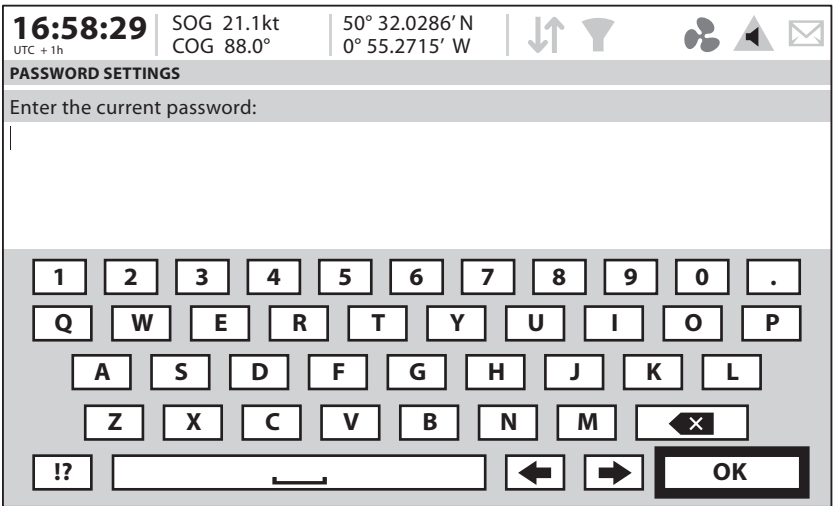 16:58:29
UTC + 1h
SOG 21.1kt
COG 88.0°
50° 32.0286′ N
0° 55.2715′ W
PASSWORD SETTINGS
Enter the current password:
1 2 3 4 5 6 7 8 9 0 .
Q W E R T Y U I O P
A S D F G H J K L
Z X C V B N M
!? OK